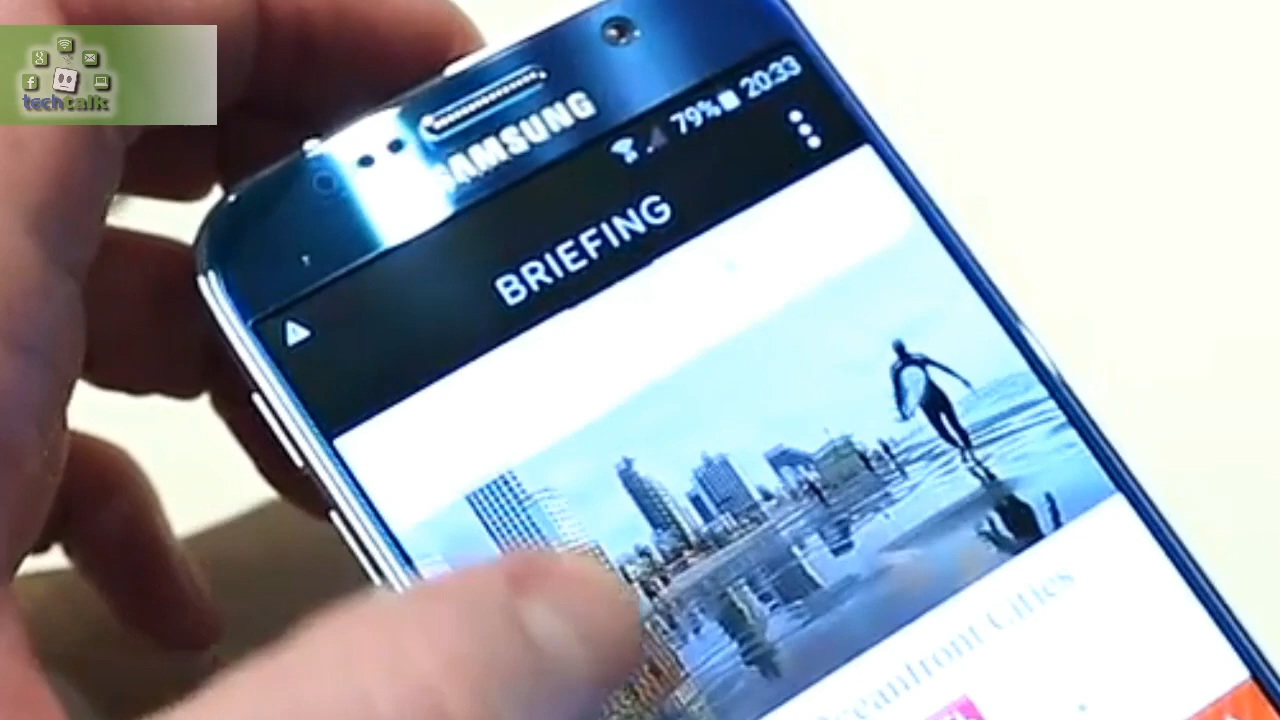 techtalk
SAMSUNG
79% 20:33
BRIEFING
Oceanfront Cities